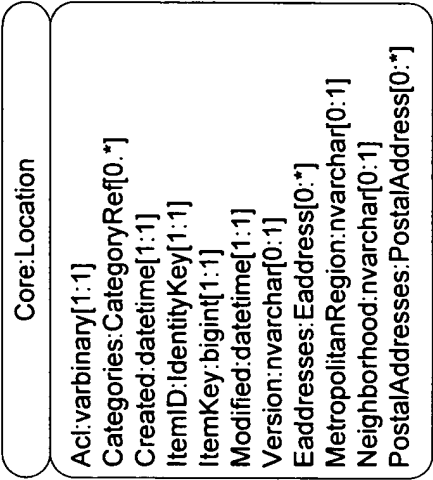 Core:Location
Acl:varbinary[1:1]
Categories:CategoryRef[0.*]
Created:datetime[1:1]
ItemID:IdentityKey[1:1]
ItemKey:bigint[1:1]
Modified:datetime[1:1]
Version:nvarchar[0:1]
Eaddresses:Eaddress[0:*]
MetropolitanRegion:nvarchar[0:1]
Neighborhood:nvarchar[0:1]
PostalAddresses:PostalAddress[0:*]